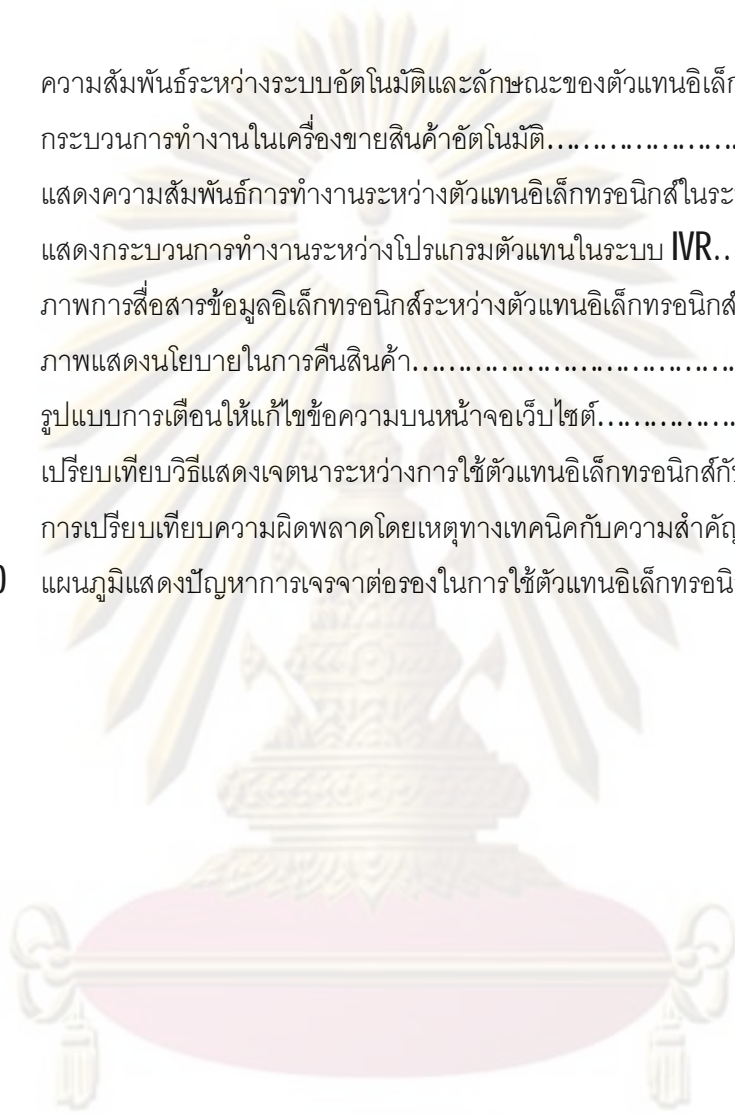 ความสัมพันธ์ระหว่างระบบอัตโนมัติและลักษณะของตัวแทนอิเล็ก
กระบวนการทำงานในเครื่องขายสินค้าอัตโนมัติ........................
แสดงความสัมพันธ์การทำงานระหว่างตัวแทนอิเล็กทรอนิกส์ในระ
แสดงกระบวนการทำงานระหว่างโปรแกรมตัวแทนในระบบ IVR...
ภาพการสื่อสารข้อมูลอิเล็กทรอนิกส์ระหว่างตัวแทนอิเล็กทรอนิกส์
ภาพแสดงนโยบายในการคืนสินค้า..........................................
รูปแบบการเตือนให้แก้ไขข้อความบนหน้าจอเว็บไซต์..................
เปรียบเทียบวิธีแสดงเจตนาระหว่างการใช้ตัวแทนอิเล็กทรอนิกส์กั
การเปรียบเทียบความผิดพลาดโดยเหตุทางเทคนิคกับความสำคัญ
0 แผนภูมิแสดงปัญหาการเจรจาต่อรองในการใช้ตัวแทนอิเล็กทรอนิ